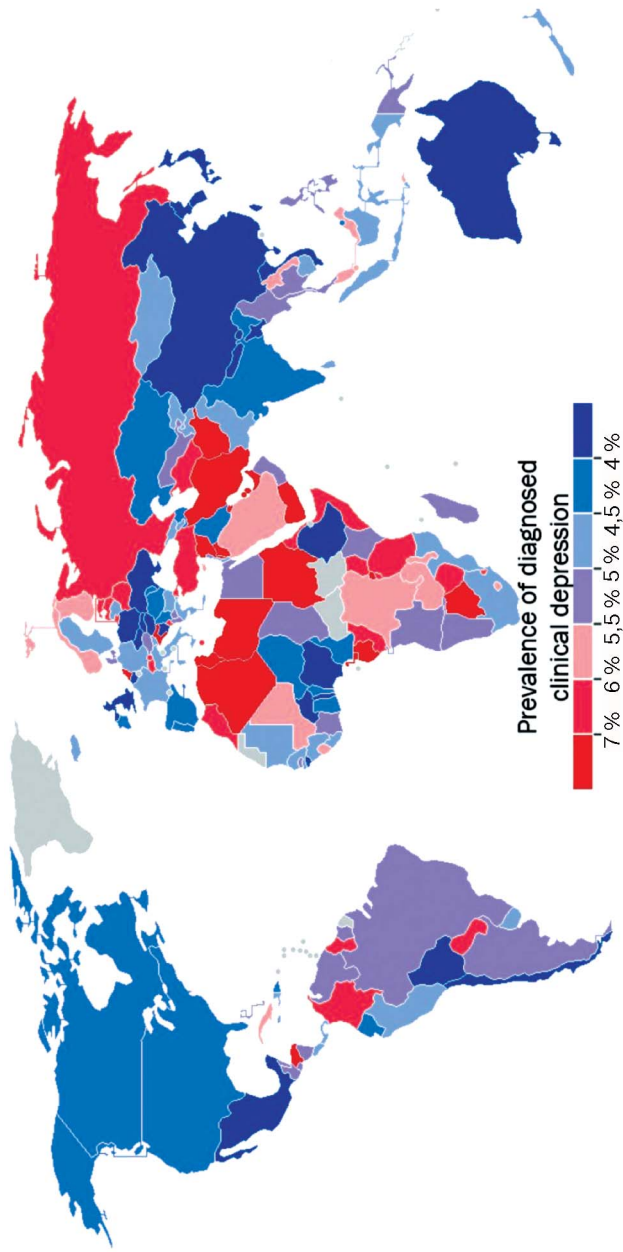 Prevalence of diagnosed
clinical depression
7 % 6 % 5,5 % 5 % 4,5 % 4 %